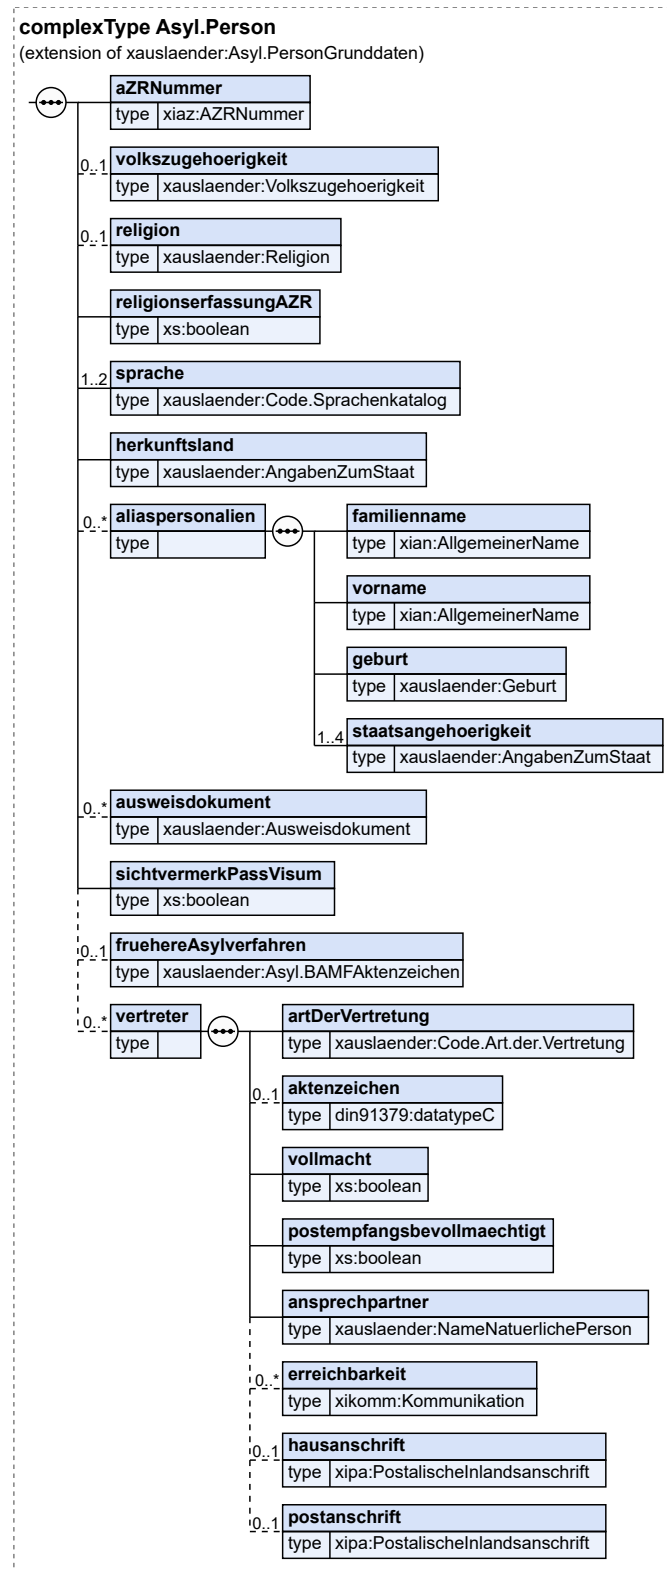 complexType Asyl.Person
(extension of xauslaender:Asyl.PersonGrunddaten)
aZRNummer
type xiaz:AZRNummer
0..1 volkszugehoerigkeit
type xauslaender:Volkszugehoerigkeit
0..1 religion
type xauslaender:Religion
religionserfassungAZR
type xs:boolean
1..2 sprache
type xauslaender:Code.Sprachenkatalog
herkunftsland
type xauslaender:AngabenZumStaat
0..* aliaspersonalien
type
familienname
type xian:AllgemeinerName
vorname
type xian:AllgemeinerName
geburt
type xauslaender:Geburt
1..4 staatsangehoerigkeit
type xauslaender:AngabenZumStaat
0..* ausweisdokument
type xauslaender:Ausweisdokument
sichtvermerkPassVisum
type xs:boolean
0..1 fruehereAsylverfahren
type xauslaender:Asyl.BAMFAktenzeichen
0..* vertreter
type
artDerVertretung
type xauslaender:Code.Art.der.Vertretung
0..1 aktenzeichen
type din91379:datatypeC
vollmacht
type xs:boolean
postempfangsbevollmaechtigt
type xs:boolean
ansprechpartner
type xauslaender:NameNatuerlichePerson
0..* erreichbarkeit
type xikomm:Kommunikation
0..1 hausanschrift
type xipa:PostalischeInlandsanschrift
0..1 postanschrift
type xipa:PostalischeInlandsanschrift